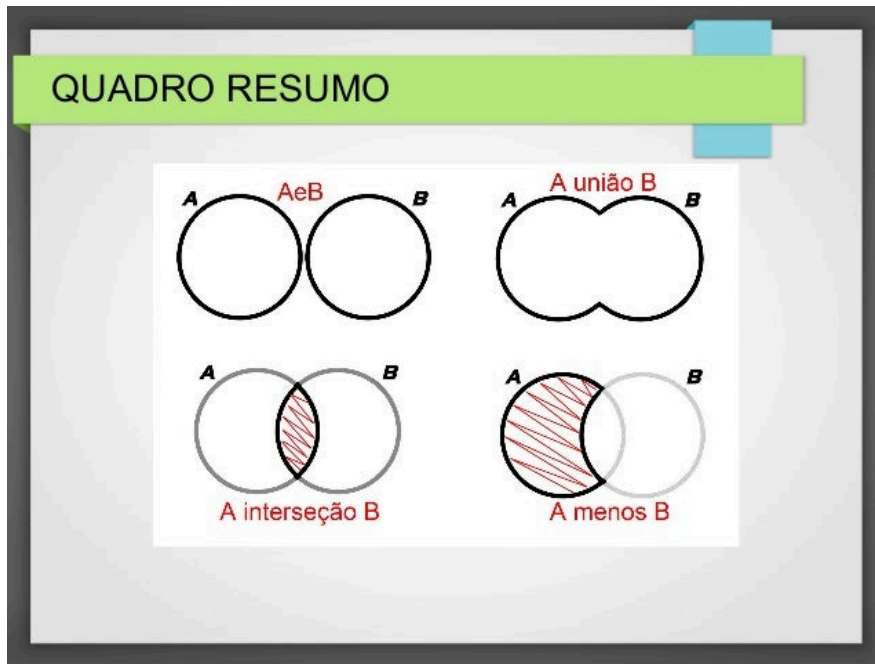 QUADRO RESUMO
A AeB B
A A união B B
A B
A interseção B
A B
A menos B